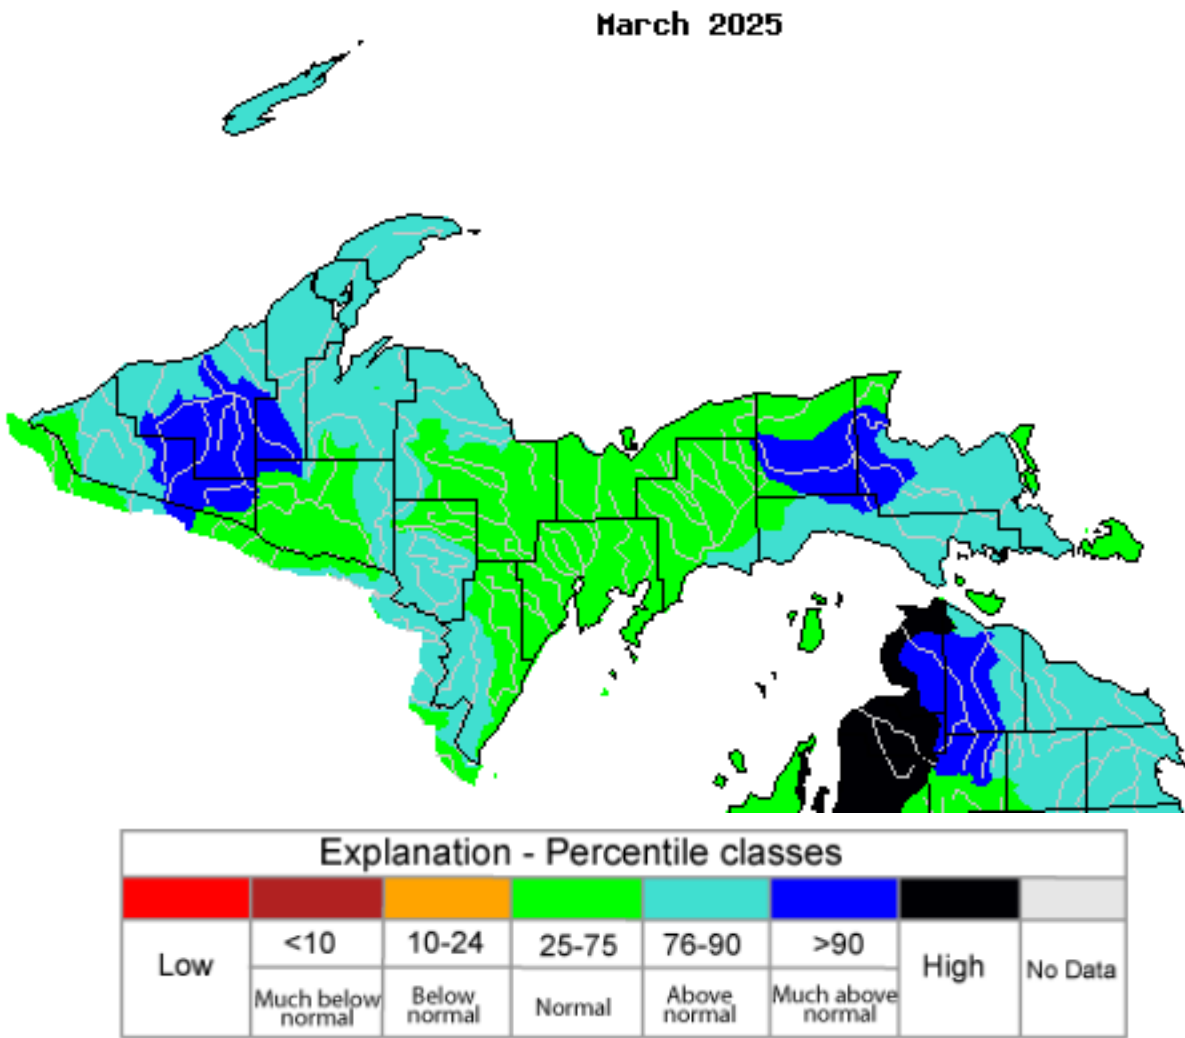 March 2025
Explanation - Percentile classes
Low
<10
10-24
25-75
76-90
>90
High
No Data
Much below
normal
Below
normal
Normal
Above
normal
Much above
normal